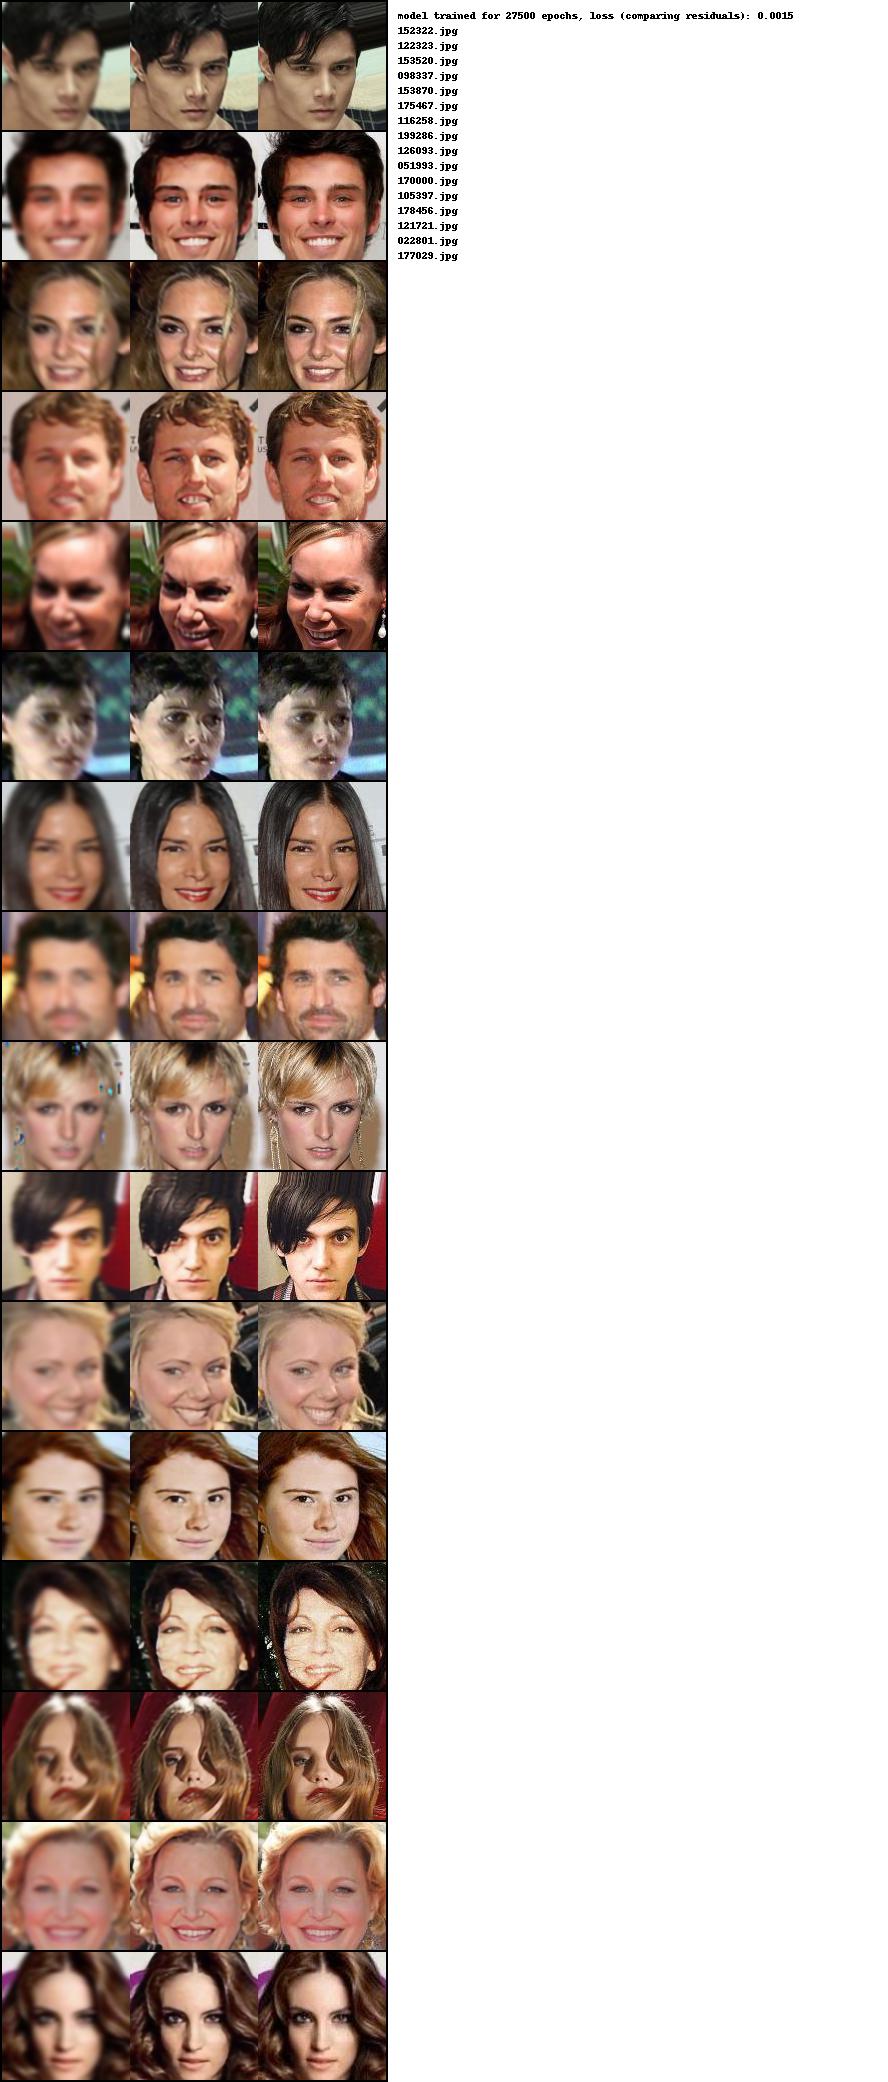 model trained for 27500 epochs, loss (comparing residuals): 0.0015
152322.jpg
122323.jpg
153520.jpg
098337.jpg
153870.jpg
175467.jpg
116258.jpg
199286.jpg
126093.jpg
051993.jpg
170000.jpg
105397.jpg
178456.jpg
121721.jpg
022801.jpg
177029.jpg